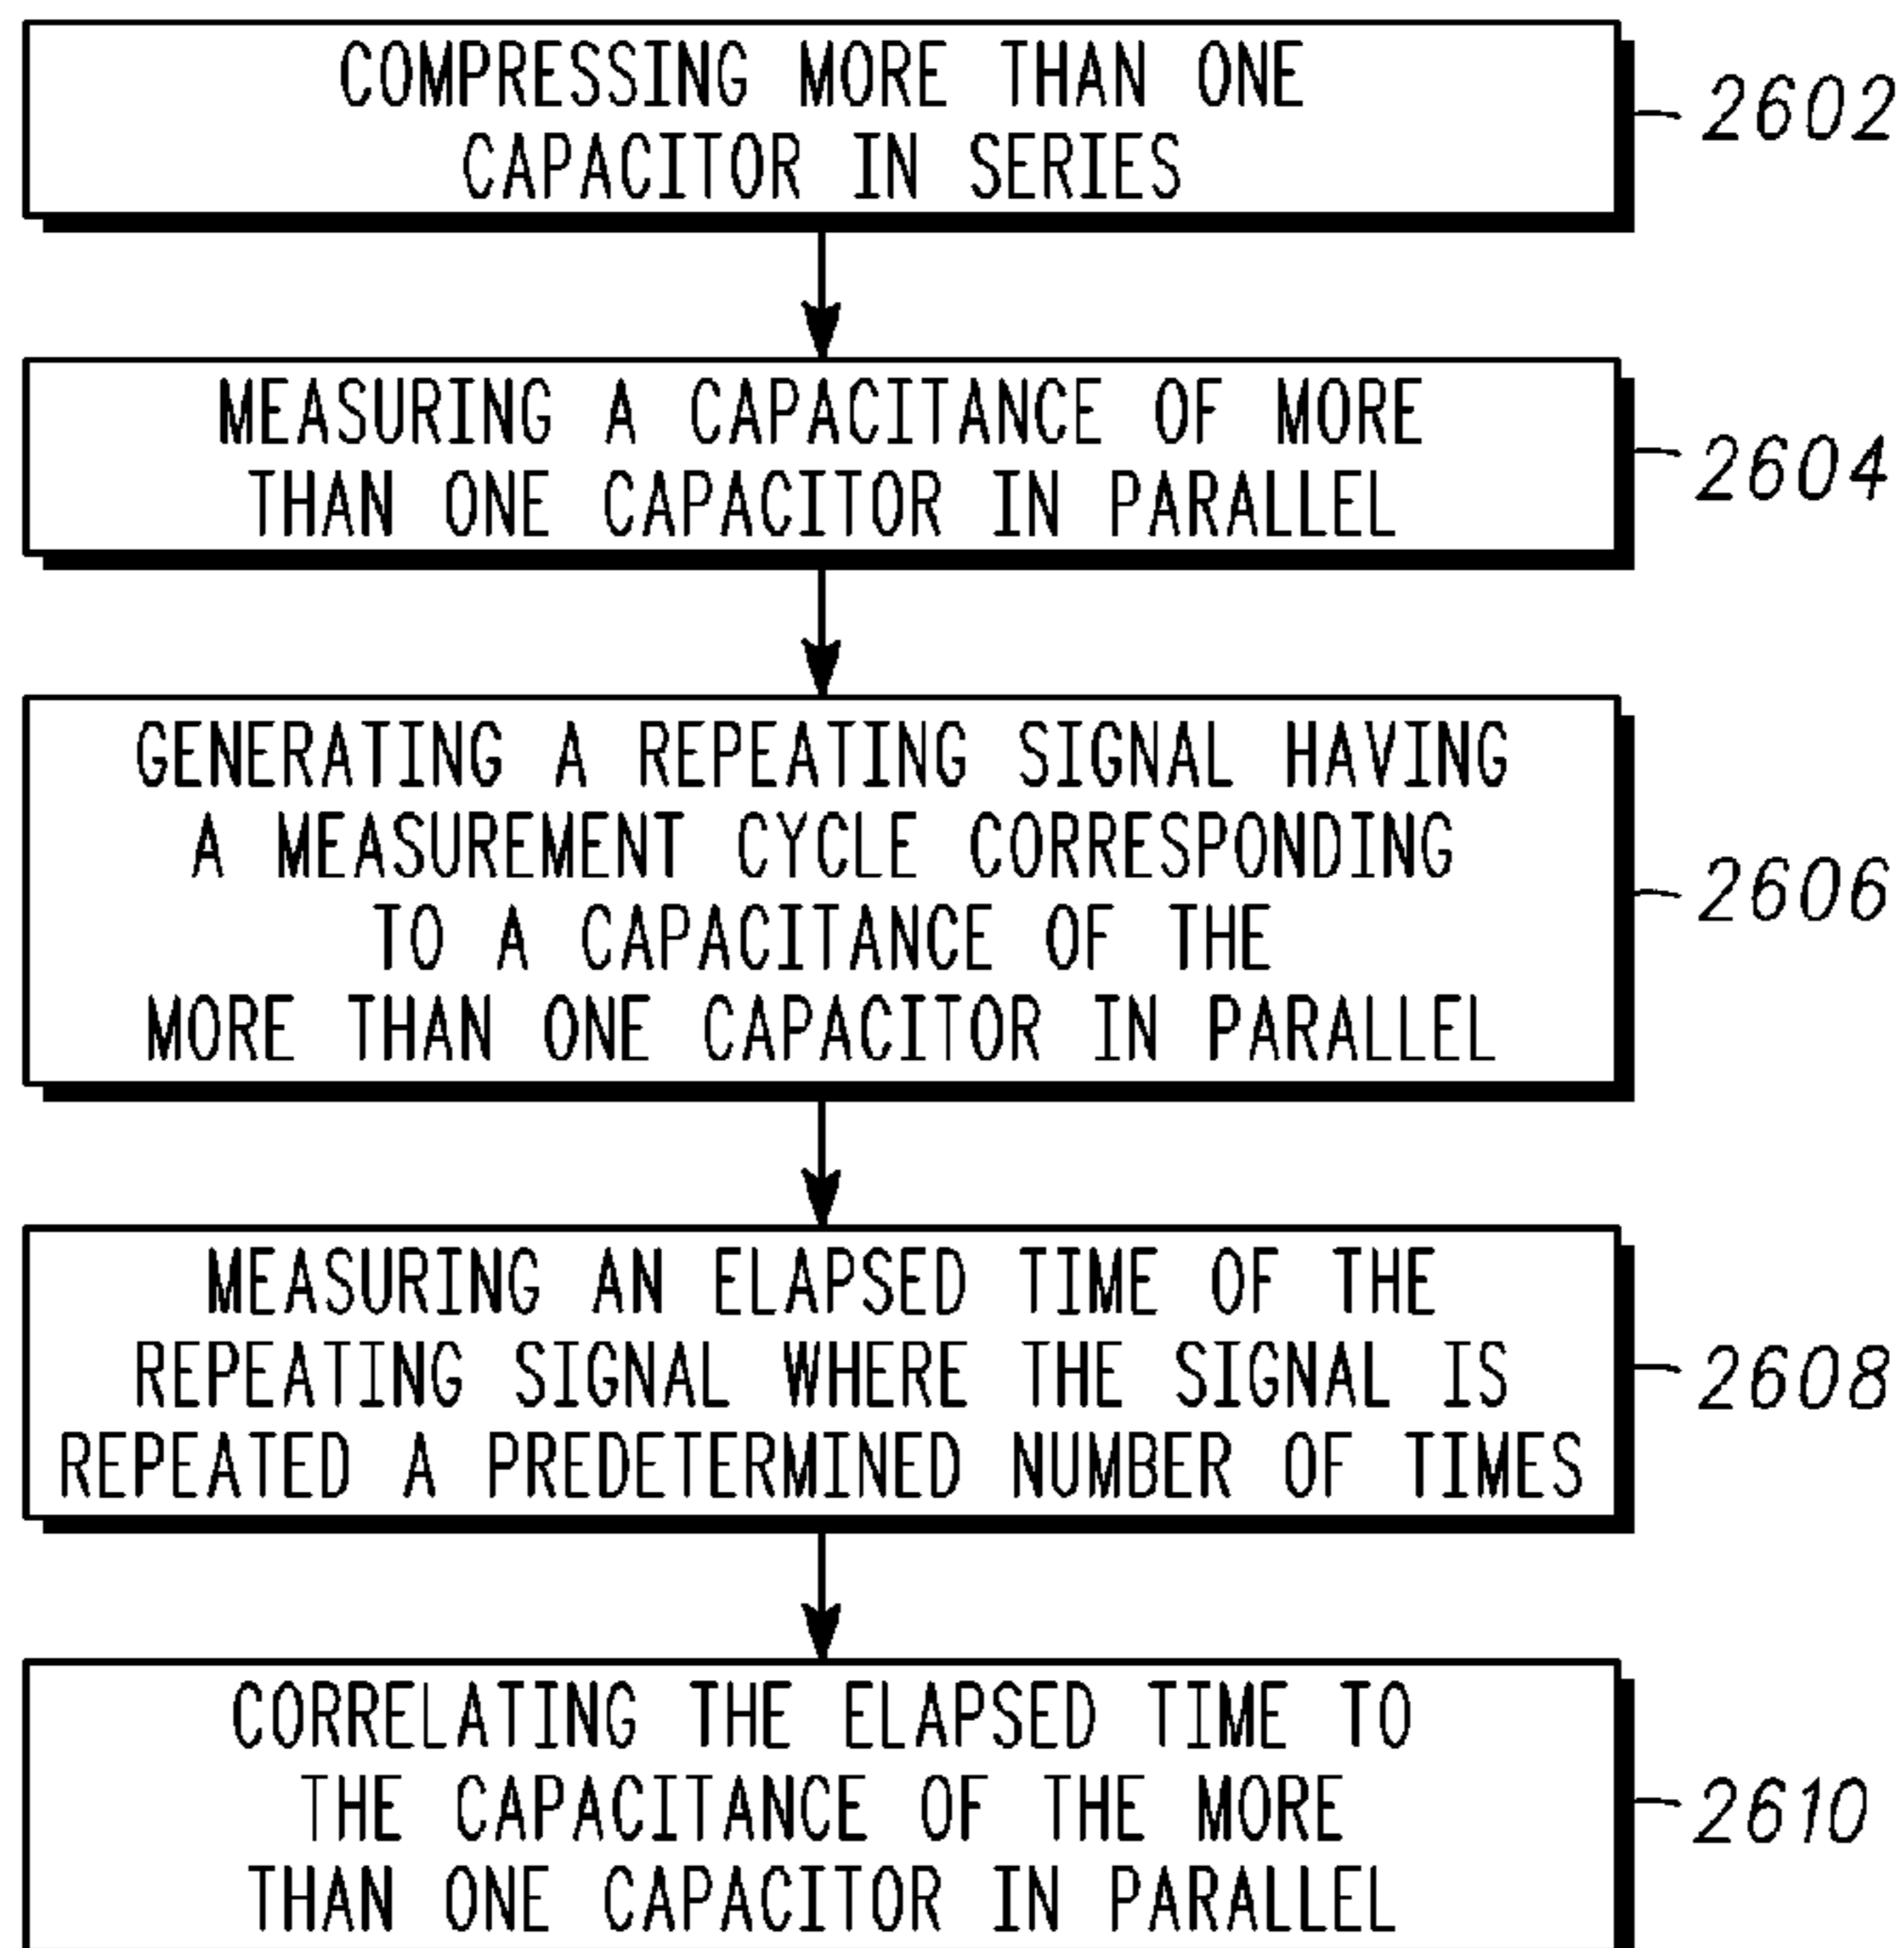 COMPRESSING MORE THAN ONE
CAPACITOR IN SERIES
2602
MEASURING A CAPACITANCE OF MORE
THAN ONE CAPACITOR IN PARALLEL
2604
GENERATING A REPEATING SIGNAL HAVING
A MEASUREMENT CYCLE CORRESPONDING
TO A CAPACITANCE OF THE
MORE THAN ONE CAPACITOR IN PARALLEL
2606
MEASURING AN ELAPSED TIME OF THE
REPEATING SIGNAL WHERE THE SIGNAL IS
REPEATED A PREDETERMINED NUMBER OF TIMES
2608
CORRELATING THE ELAPSED TIME TO
THE CAPACITANCE OF THE MORE
THAN ONE CAPACITOR IN PARALLEL
2610